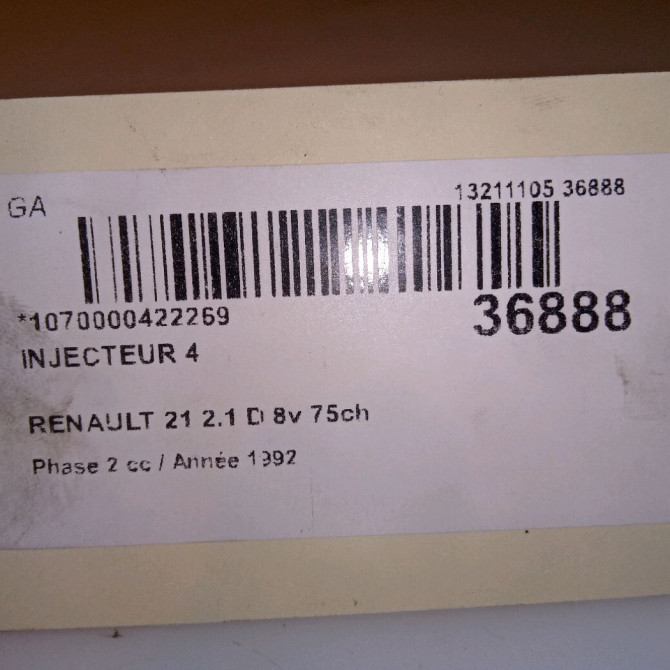 GA
13211105 36888
*1070000422269
36888
INJECTEUR 4
RENAULT 21 2.1 D 8v 75ch
Phase 2 cc / Année 1992